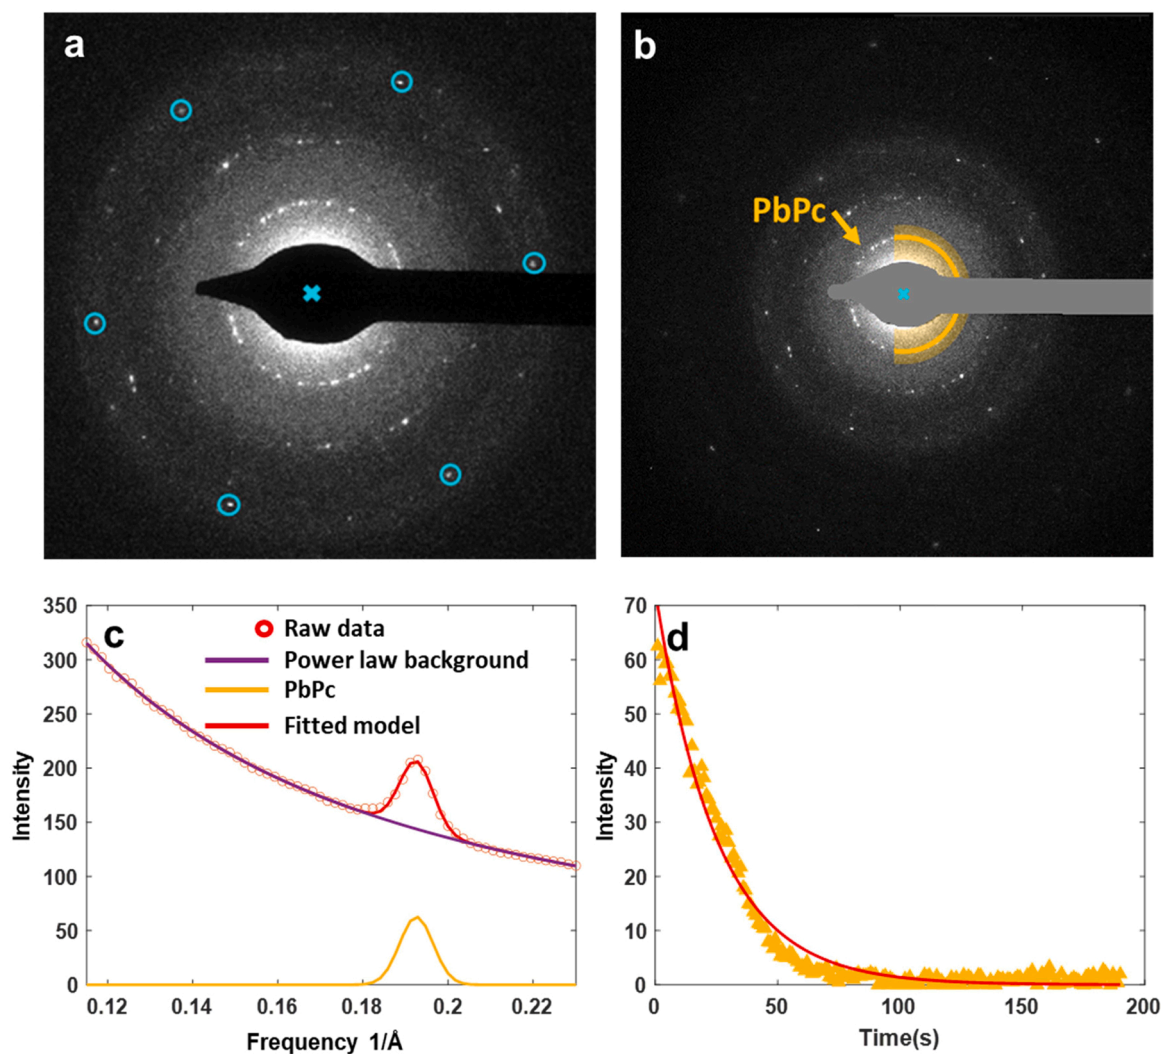 a
b
PbPc
350
300
250
200
150
100
50
0
0.12
0.14
0.16
0.18
0.2
0.22
Intensity
Frequency 1/Å
c
Raw data
Power law background
PbPc
Fitted model
70
60
50
40
30
20
10
0
0
50
100
150
200
Intensity
Time(s)
d